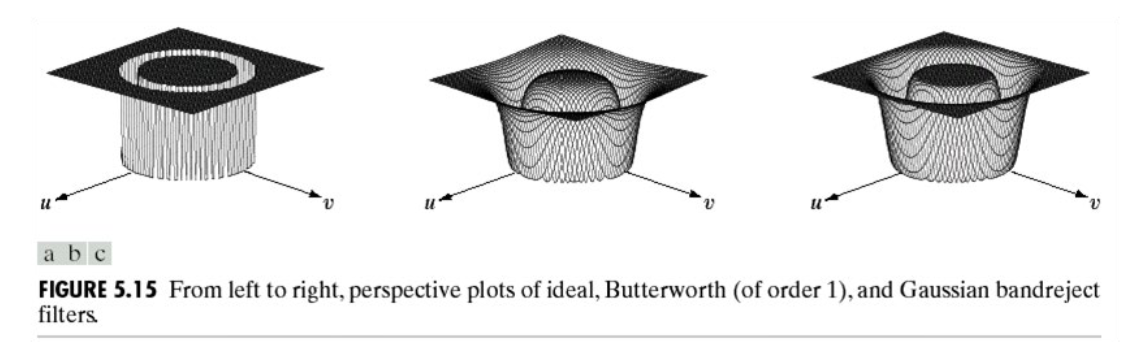 u v u v u v
a b c
FIGURE 5.15 From left to right, perspective plots of ideal, Butterworth (of order 1), and Gaussian bandreject
filters.